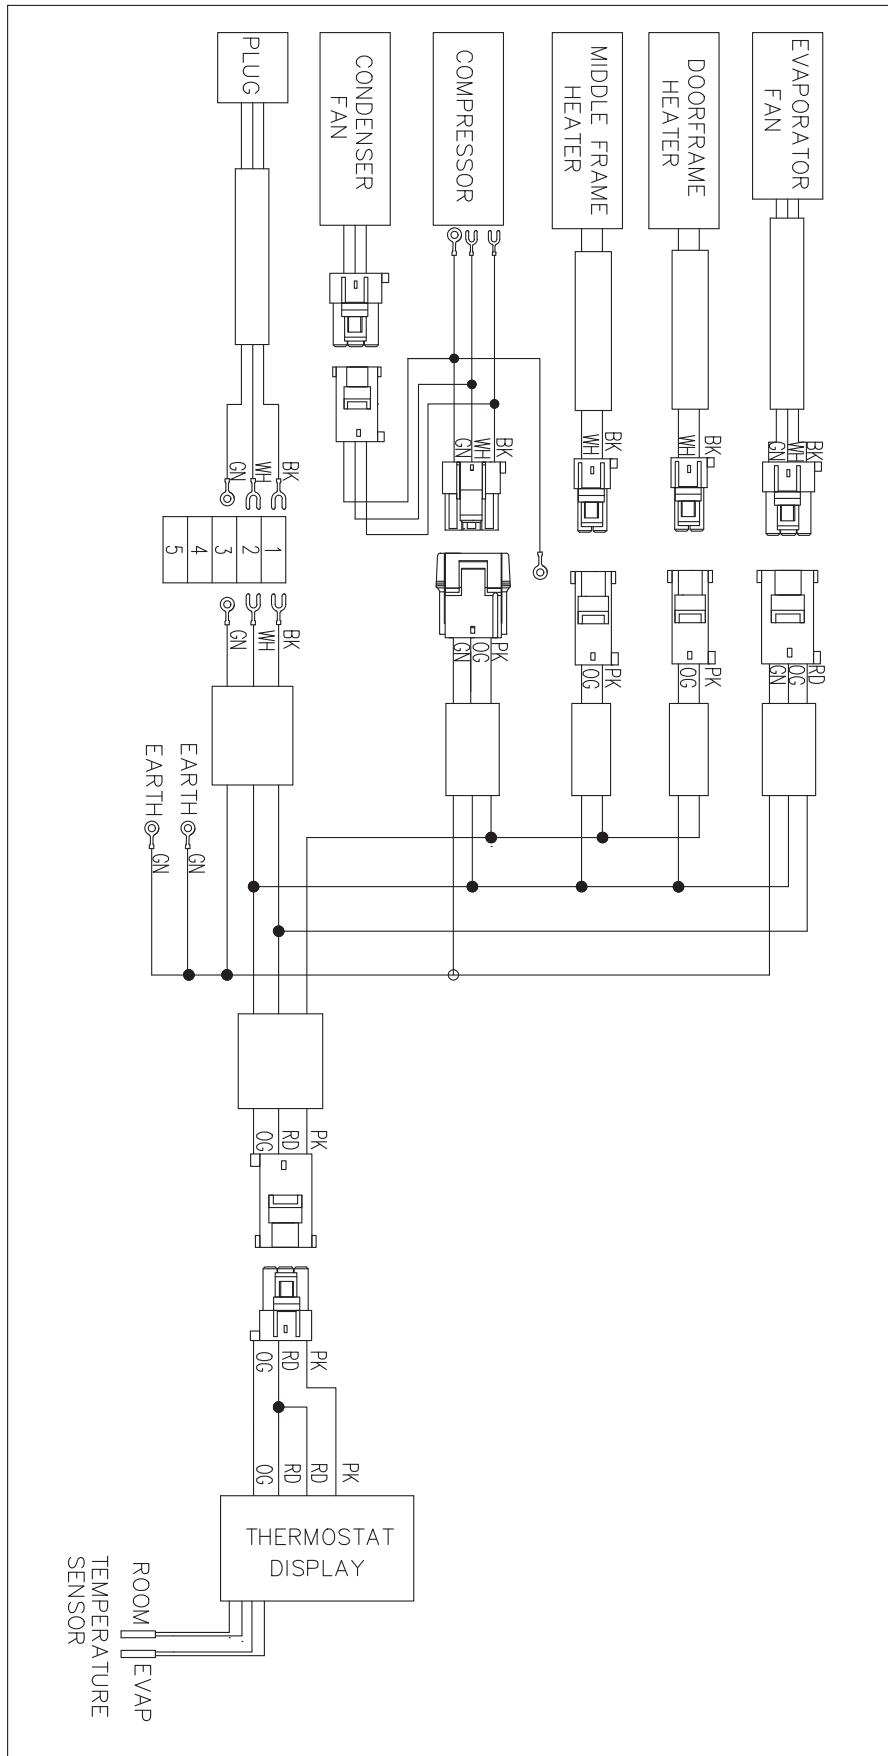 PLUG
CONDENSER
FAN
COMPRESSOR
MIDDLE FRAME
HEATER
DOORFRAME
HEATER
EVAPORATOR
FAN
GN
WH
BK
GN
WH
BK
WH
BK
WH
BK
GN
WH
BK
5
4
3
2
1
GN
WH
BK
GN
OG
PK
OG
PK
OG
PK
GN
OG
RD
EARTH
EARTH
GN
GN
OG
RD
PK
OG
RD
PK
OG
RD
RD
PK
THERMOSTAT
DISPLAY
ROOM
EVAP
TEMPERATURE
SENSOR